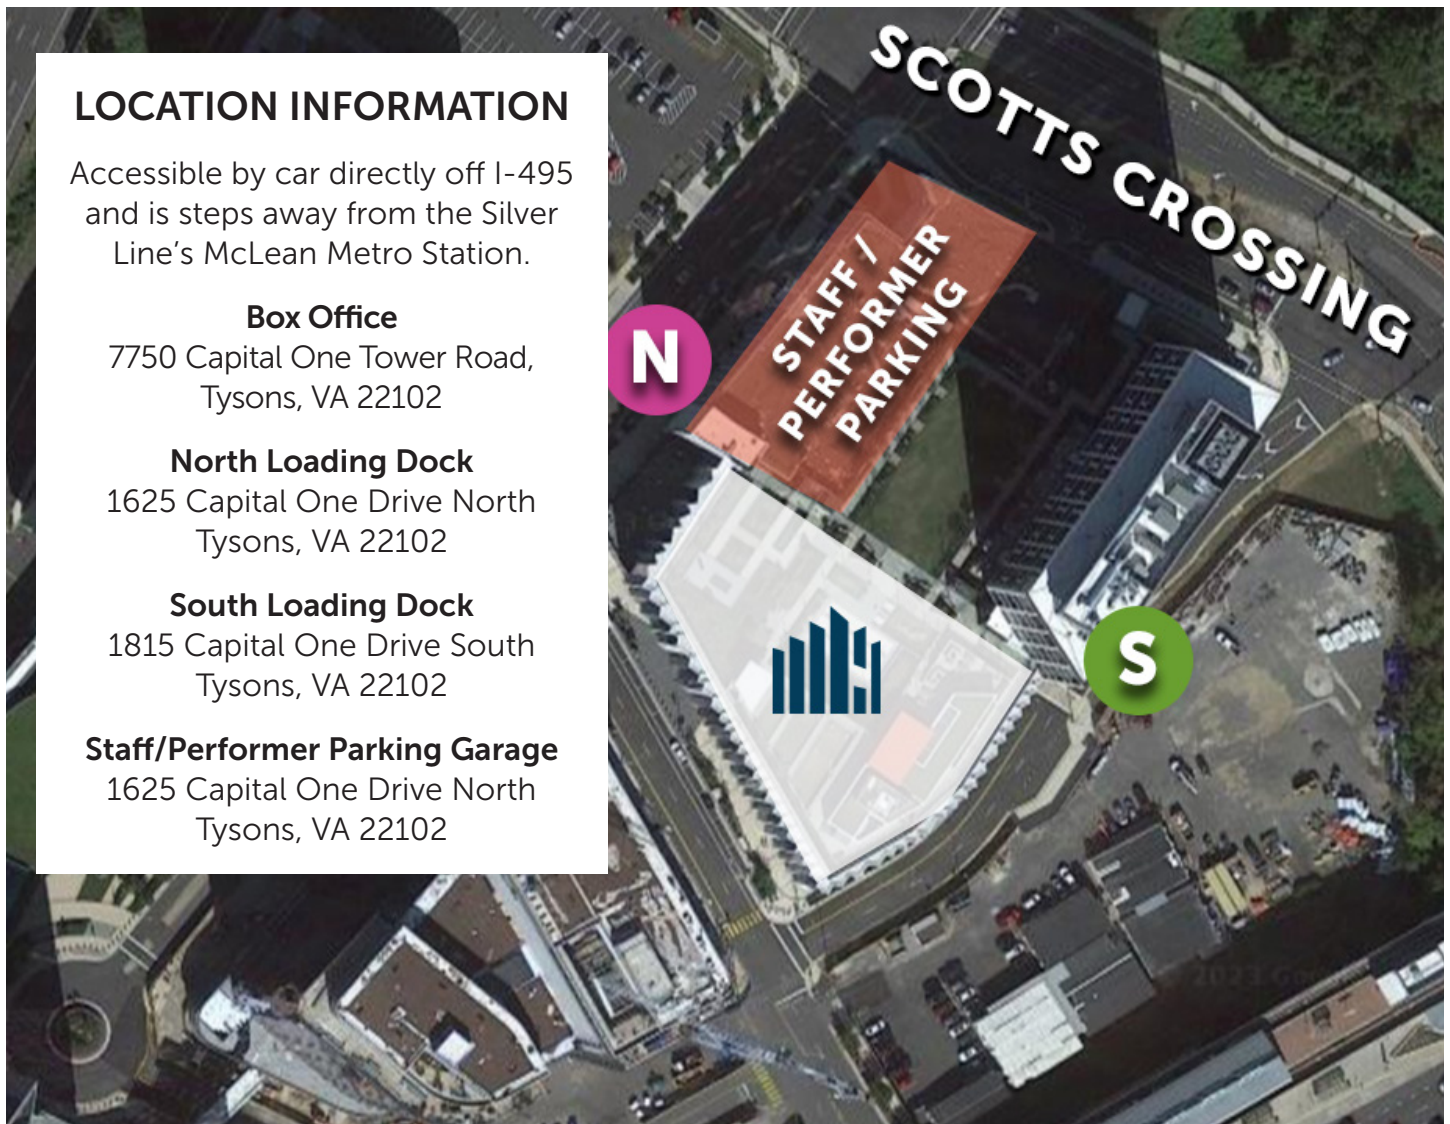 LOCATION INFORMATION
Accessible by car directly off I-495
and is steps away from the Silver
Line's McLean Metro Station.
Box Office
7750 Capital One Tower Road,
Tysons, VA 22102
North Loading Dock
1625 Capital One Drive North
Tysons, VA 22102
South Loading Dock
1815 Capital One Drive South
Tysons, VA 22102
Staff/Performer Parking Garage
1625 Capital One Drive North
Tysons, VA 22102
SCOTTS CROSSING
STAFF /
PERFORMER
PARKING
N
S